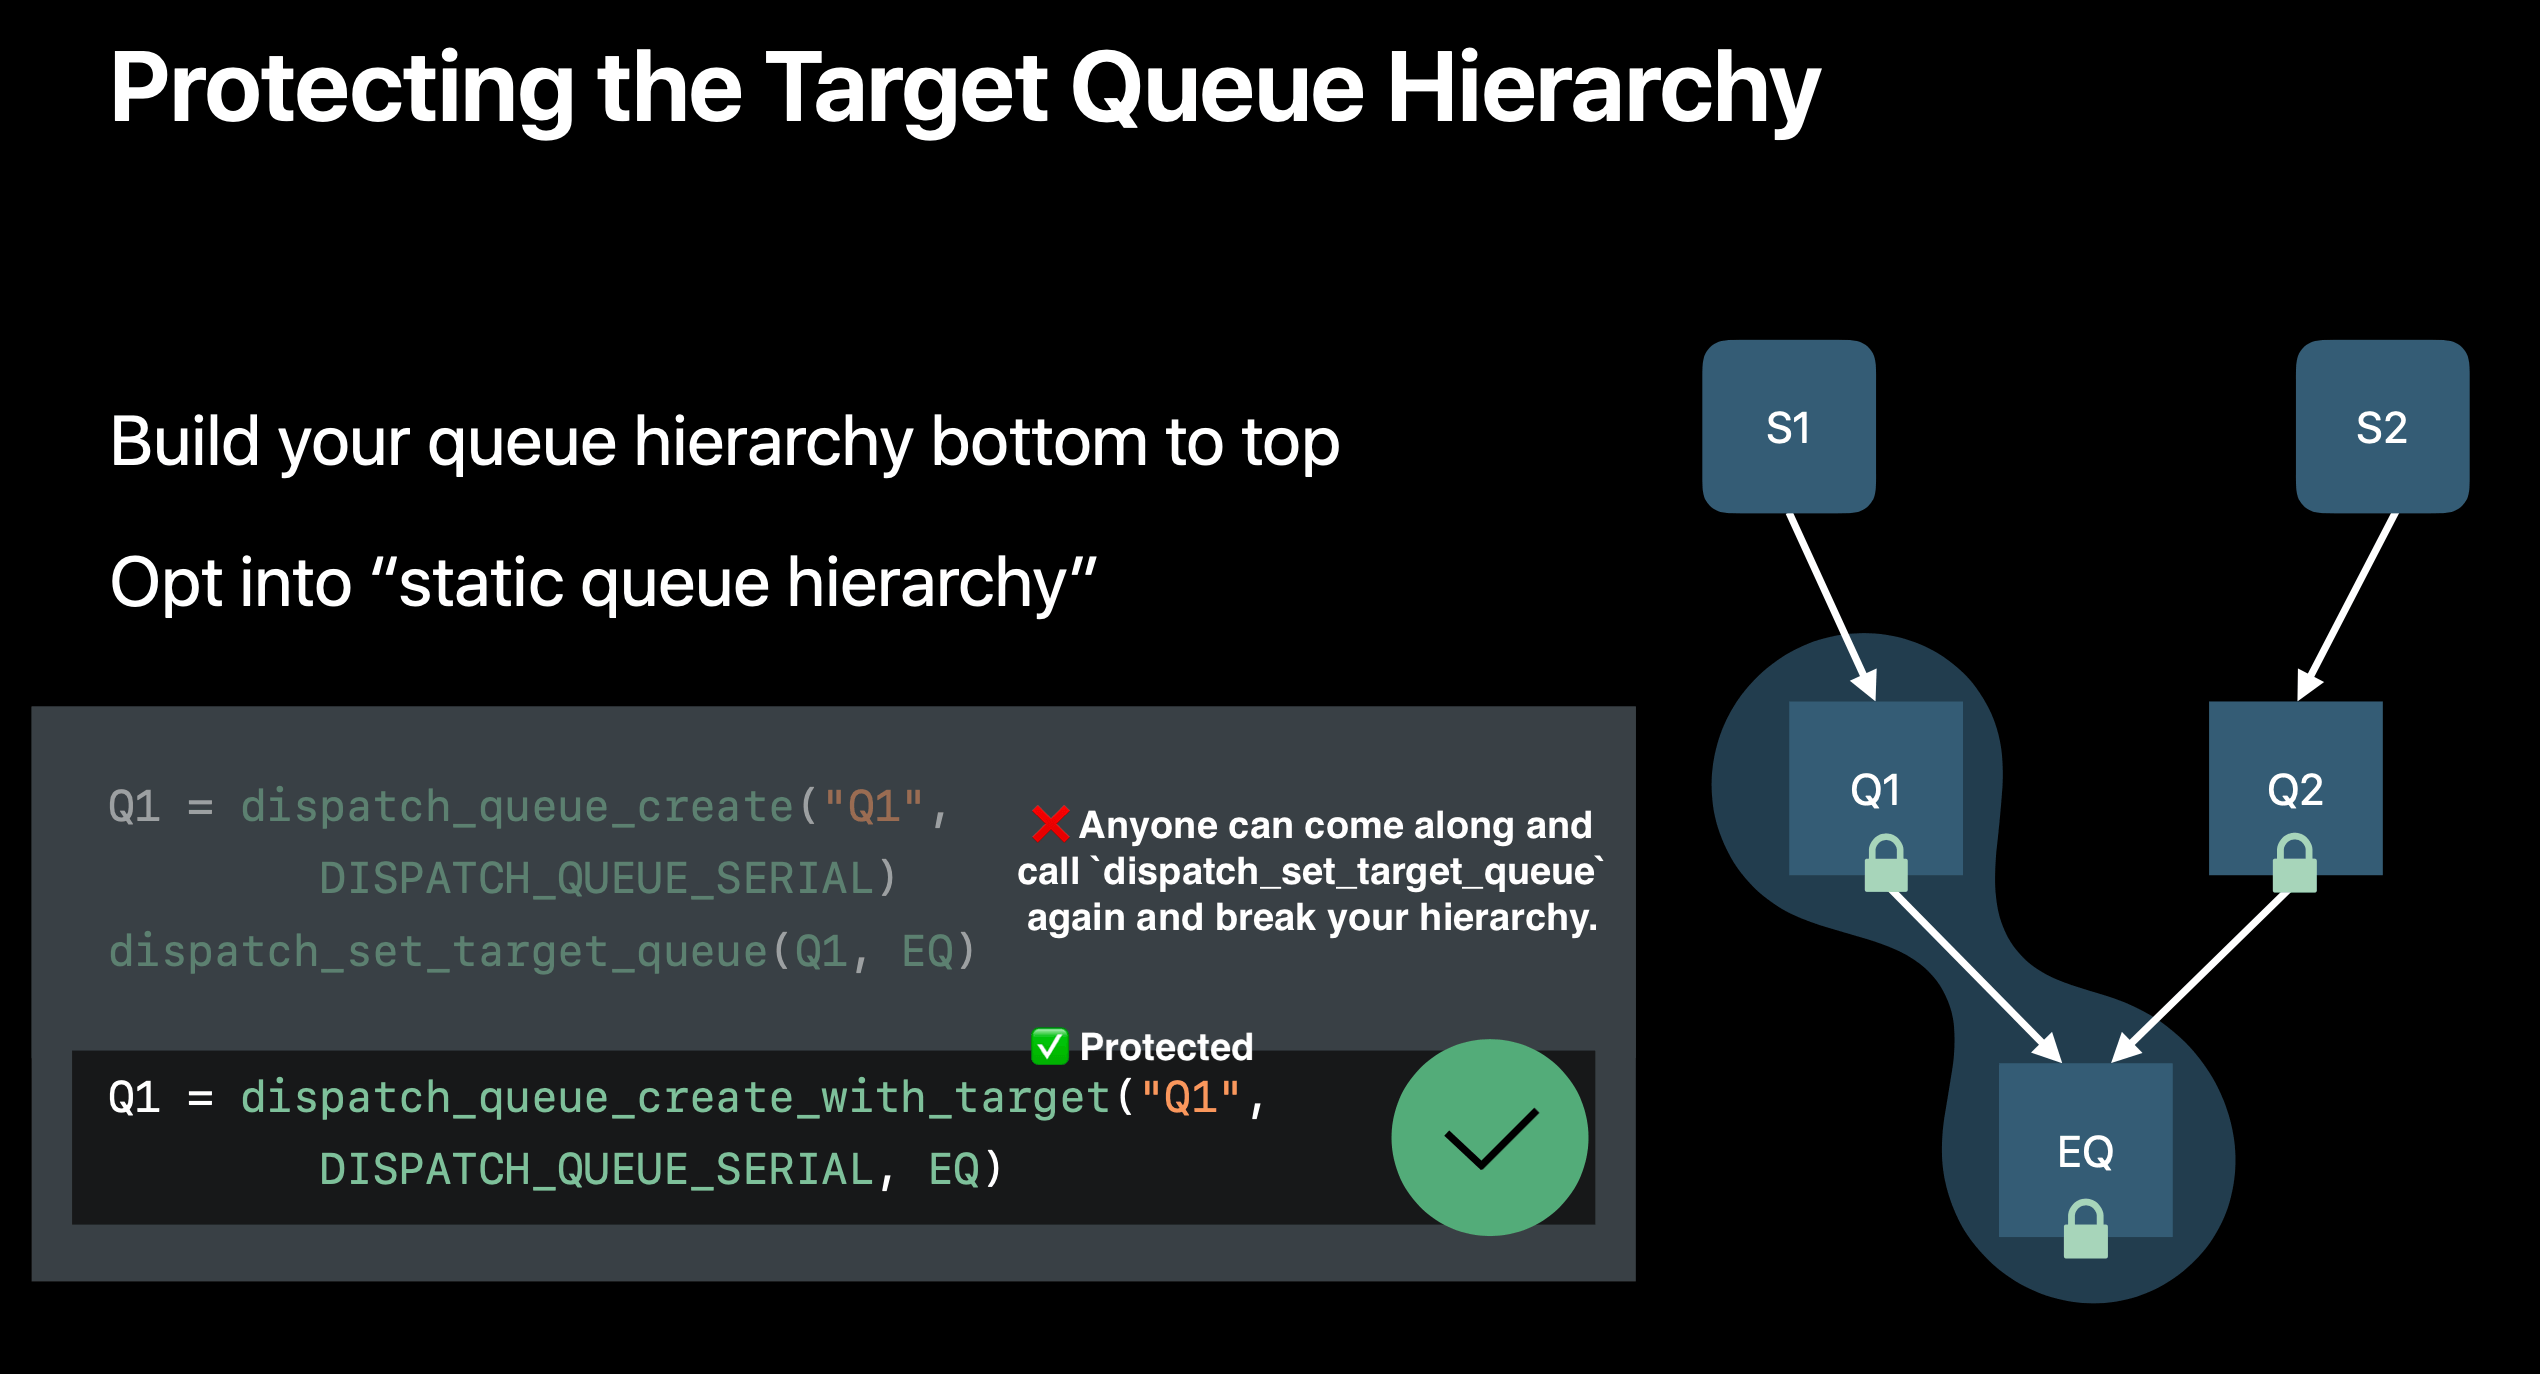 Protecting the Target Queue Hierarchy
Build your queue hierarchy bottom to top
Opt into “static queue hierarchy”
Q1 = dispatch_queue_create("Q1",
DISPATCH_QUEUE_SERIAL)
dispatch_set_target_queue(Q1, EQ)
❌ Anyone can come along and
call `dispatch_set_target_queue`
again and break your hierarchy.
✅ Protected
Q1 = dispatch_queue_create_with_target("Q1",
DISPATCH_QUEUE_SERIAL, EQ)
S1
S2
Q1
Q2
EQ